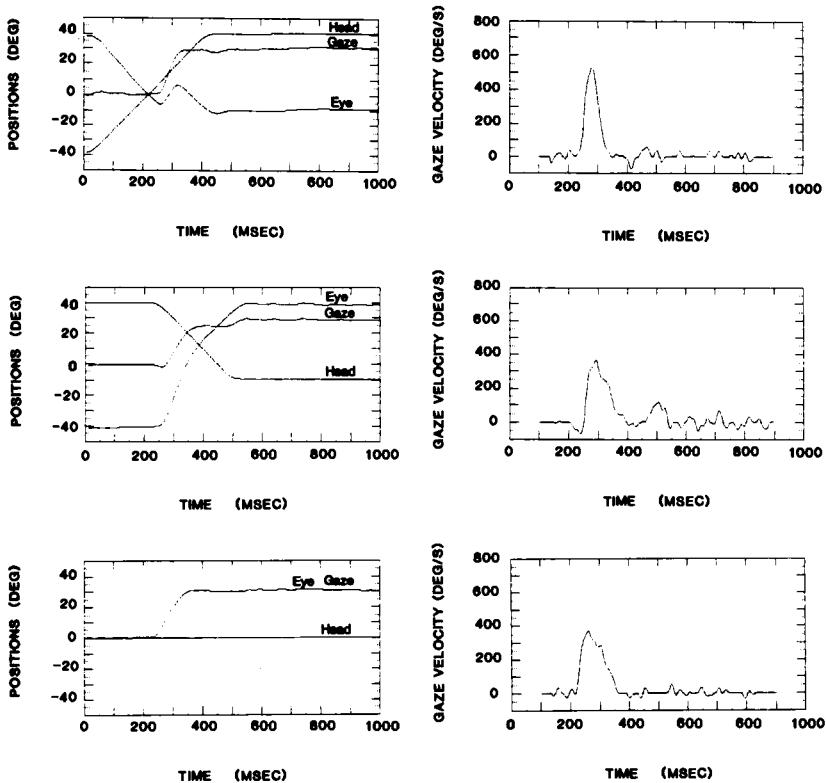 POSITIONS (DEG)
40
20
0
-20
-40
Head
Gaze
Eye
0 200 400 600 800 1000
TIME (MSEC)
GAZE VELOCITY (DEG/S)
800
600
400
200
0
0 200 400 600 800 1000
TIME (MSEC)
POSITIONS (DEG)
40
20
0
-20
-40
Eye
Gaze
Head
0 200 400 600 800 1000
TIME (MSEC)
GAZE VELOCITY (DEG/S)
800
600
400
200
0
0 200 400 600 800 1000
TIME (MSEC)
POSITIONS (DEG)
40
20
0
-20
-40
Eye Gaze
Head
0 200 400 600 800 1000
TIME (MSEC)
GAZE VELOCITY (DEG/S)
800
600
400
200
0
0 200 400 600 800 1000
TIME (MSEC)